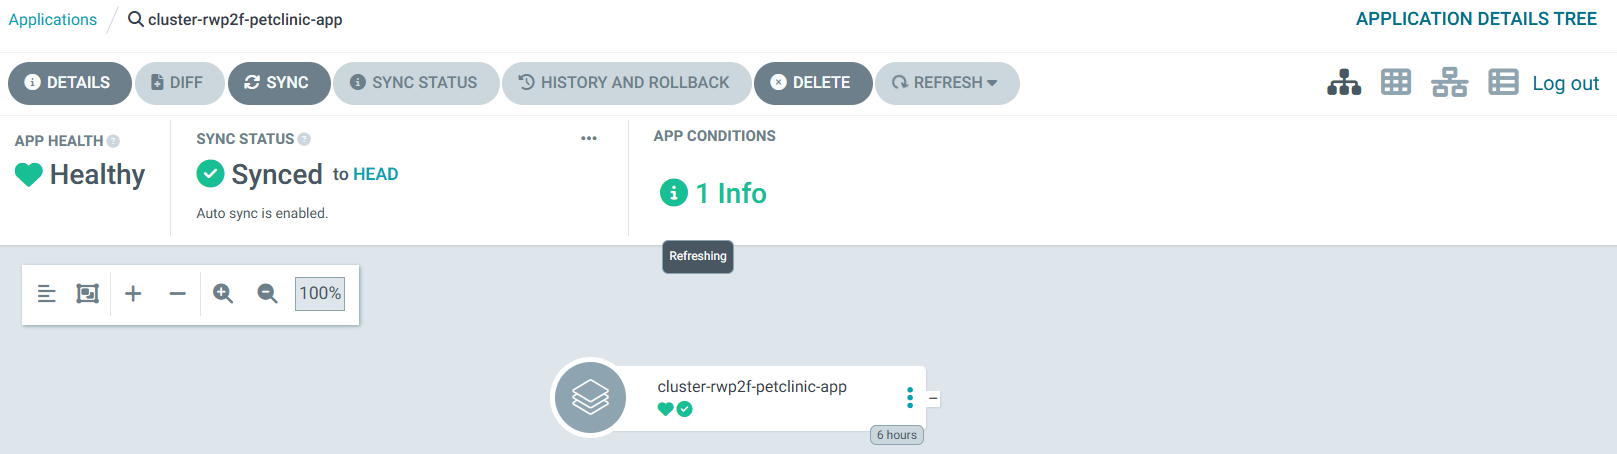 Applications
cluster-rwp2f-petclinic-app
APPLICATION DETAILS TREE
DETAILS
DIFF
SYNC
SYNC STATUS
HISTORY AND ROLLBACK
DELETE
REFRESH
Log out
APP HEALTH
Healthy
SYNC STATUS
Synced to HEAD
Auto sync is enabled.
APP CONDITIONS
1 Info
Refreshing
100%
cluster-rwp2f-petclinic-app
6 hours